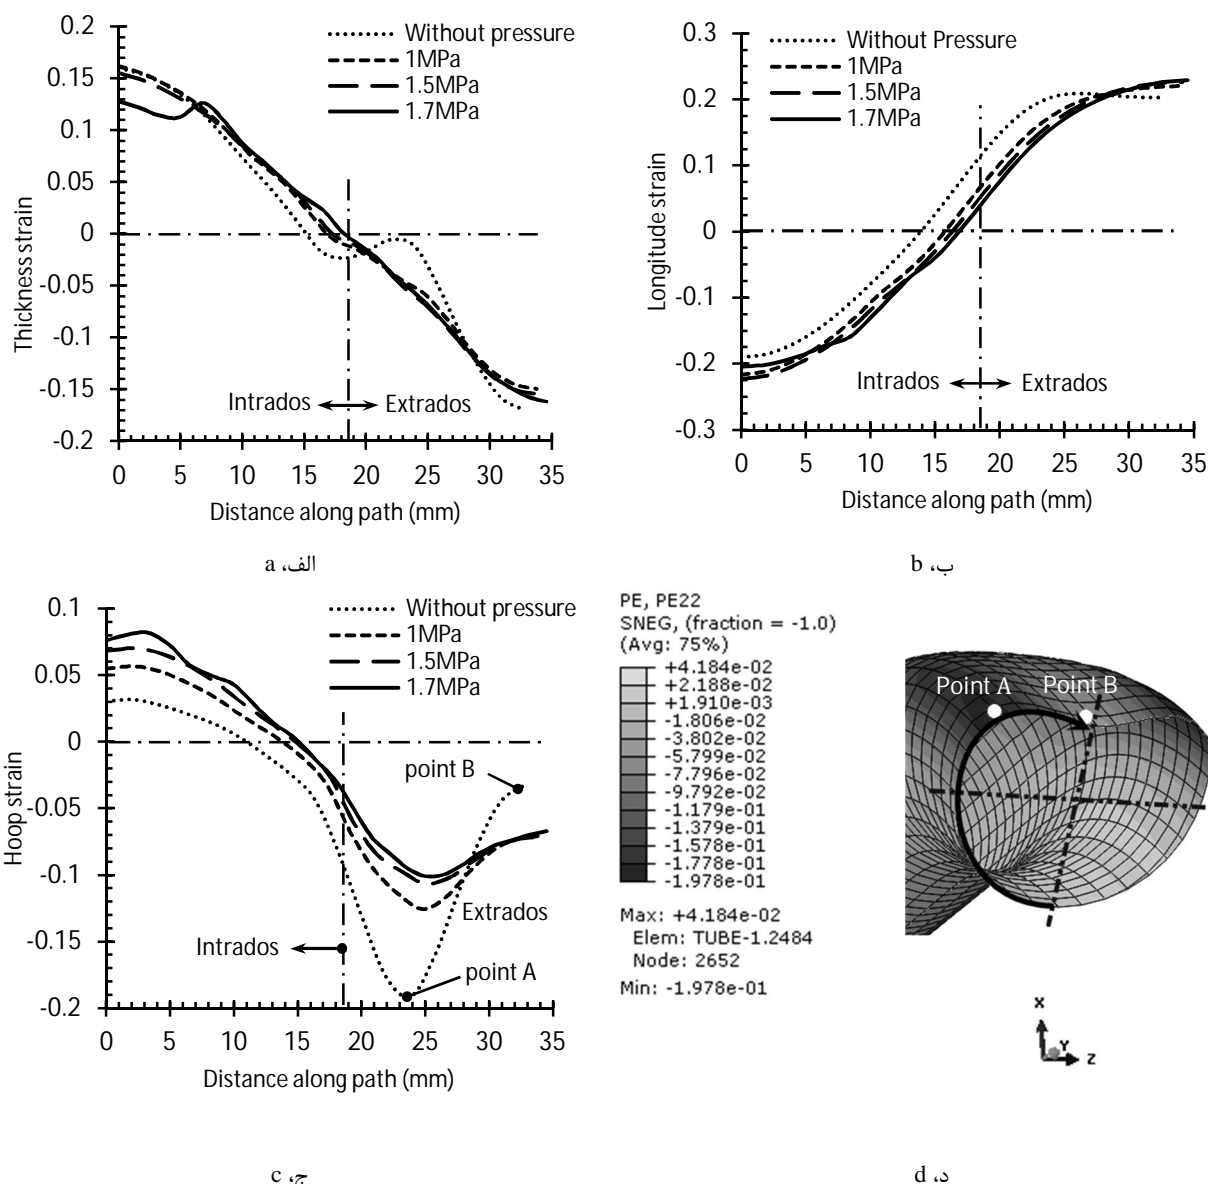 0.2
0.15
0.1
0.05
0
-0.05
-0.1
-0.15
-0.2
Thickness strain
Without pressure
1MPa
1.5MPa
1.7MPa
Intrados
Extrados
0 5 10 15 20 25 30 35
Distance along path (mm)
الف، a
0.3
0.2
0.1
0
-0.1
-0.2
-0.3
Longitude strain
Without Pressure
1MPa
1.5MPa
1.7MPa
Intrados
Extrados
0 5 10 15 20 25 30 35
Distance along path (mm)
ب، b
0.1
0.05
0
-0.05
-0.1
-0.15
-0.2
Hoop strain
Without pressure
1MPa
1.5MPa
1.7MPa
point B
Extrados
Intrados
point A
0 5 10 15 20 25 30 35
Distance along path (mm)
ج، c
PE, PE22
SNEG, (fraction = -1.0)
(Avg: 75%)
+4.184e-02
+2.188e-02
+1.910e-03
-1.806e-02
-3.802e-02
-5.799e-02
-7.796e-02
-9.792e-02
-1.179e-01
-1.379e-01
-1.578e-01
-1.778e-01
-1.978e-01
Max: +4.184e-02
Elem: TUBE-1.2484
Node: 2652
Min: -1.978e-01
Point A
Point B
X
Y
Z
د، d